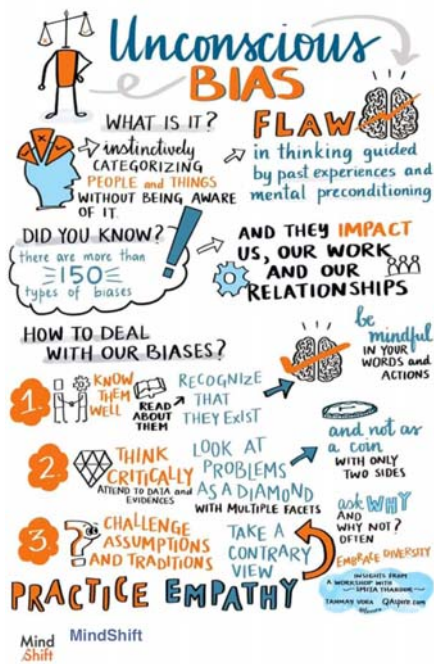 Unconscious
BIAS
WHAT IS IT?
instinctively
CATEGORIZING
PEOPLE and THINGS
WITHOUT BEING AWARE
OF IT.
FLAW
in thinking guided
by past experiences and
mental preconditioning
DID YOU KNOW?
there are more than
150
types of biases
AND THEY IMPACT
US, OUR WORK
AND OUR
RELATIONSHIPS
HOW TO DEAL
WITH OUR BIASES?
1.
KNOW
THEM
WELL
READ
ABOUT
THEM
RECOGNIZE
THAT
THEY EXIST
be
mindful
IN YOUR
WORDS and
ACTIONS
2.
THINK
CRITICALLY
ATTEND TO DATA and
EVIDENCES
LOOK AT
PROBLEMS
AS A DIAMOND
WITH MULTIPLE FACETS
and not as
a coin
WITH ONLY
TWO SIDES
3
CHALLENGE
ASSUMPTIONS
AND TRADITIONS
TAKE A
CONTRARY
VIEW
ask WHY
AND
WHY NOT?
OFTEN
EMBRACE DIVERSITY
PRACTICE EMPATHY
INSIGHTS FROM
A WORKSHOP WITH
SMITA THAROOR
TANMAY VORA QAspire.com
Mind
Shift
MindShift